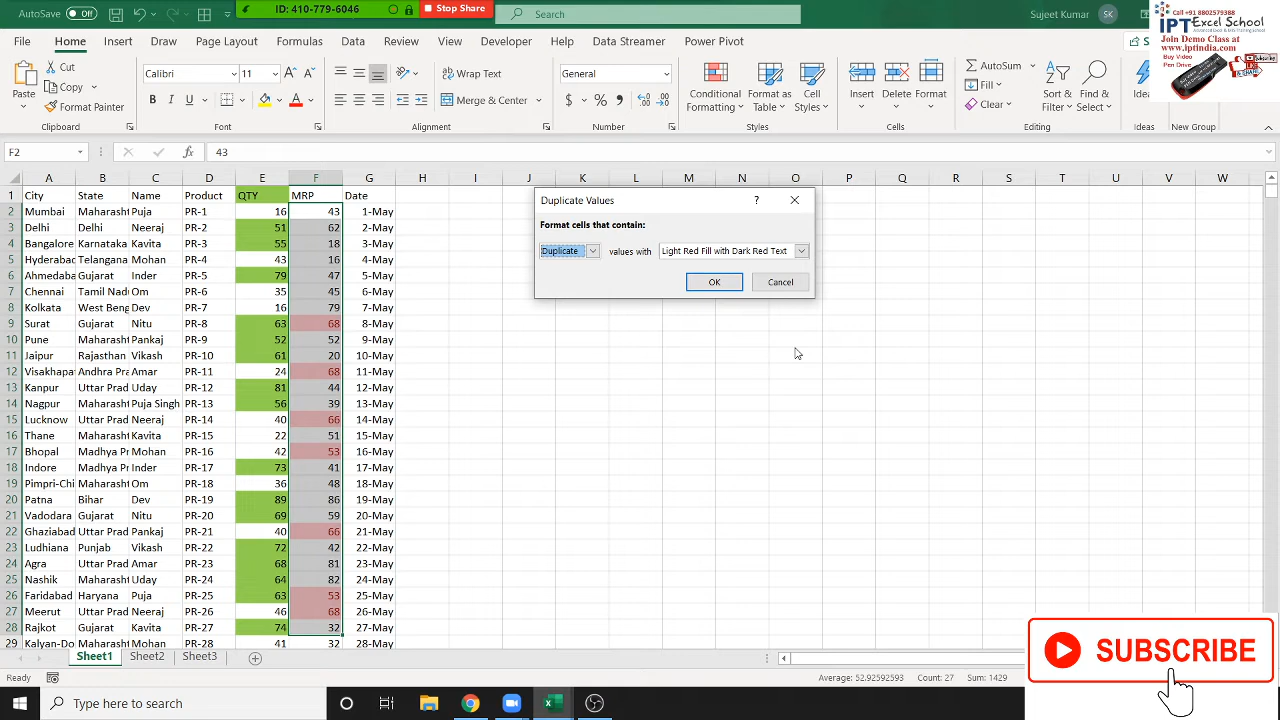 AutoSave Off
ID: 410-779-6046
Stop Share
Search
Sujeet Kumar
SK
Call +91 8802579388
IPT Excel School
Join Demo Class at
www.iptindia.com
Buy Video
Pen Drive
File Home Insert Draw Page Layout Formulas Data Review View Developer Help Data Streamer Power Pivot
Paste
Cut
Copy
Format Painter
Clipboard
Calibri 11
B I U
Font
Wrap Text
Merge & Center
Alignment
General
$ % ,
Number
Conditional Formatting
Format as Table
Cell Styles
Styles
Insert
Delete
Format
Cells
AutoSum
Fill
Clear
Sort & Filter
Find & Select
Editing
Ideas
Ideas
New Group
F2 fx 43
A B C D E F G H I J K L M N O P Q R S T U V W
1 City State Name Product QTY MRP Date
2 Mumbai Maharasht Puja PR-1 16 43 1-May
3 Delhi Delhi Neeraj PR-2 51 62 2-May
4 Bangalore Karnataka Kavita PR-3 55 18 3-May
5 Hyderabad Telangana Mohan PR-4 43 16 4-May
6 Ahmedaba Gujarat Inder PR-5 79 47 5-May
7 Chennai Tamil Nad Om PR-6 35 45 6-May
8 Kolkata West Beng Dev PR-7 16 79 7-May
9 Surat Gujarat Nitu PR-8 63 68 8-May
10 Pune Maharasht Pankaj PR-9 52 52 9-May
11 Jaipur Rajasthan Vikash PR-10 61 20 10-May
12 Visakhapa Andhra Pra Amar PR-11 24 68 11-May
13 Kanpur Uttar Prad Uday PR-12 81 44 12-May
14 Nagpur Maharasht Puja Singh PR-13 56 39 13-May
15 Lucknow Uttar Prad Neeraj PR-14 40 66 14-May
16 Thane Maharasht Kavita PR-15 22 51 15-May
17 Bhopal Madhya Pr Mohan PR-16 42 53 16-May
18 Indore Madhya Pr Inder PR-17 73 41 17-May
19 Pimpri-Chi Maharasht Om PR-18 36 48 18-May
20 Patna Bihar Dev PR-19 89 86 19-May
21 Vadodara Gujarat Nitu PR-20 69 59 20-May
22 Ghaziabad Uttar Prad Pankaj PR-21 40 66 21-May
23 Ludhiana Punjab Vikash PR-22 72 42 22-May
24 Agra Uttar Prad Amar PR-23 68 81 23-May
25 Nashik Maharasht Uday PR-24 64 82 24-May
26 Faridabad Haryana Puja PR-25 63 53 25-May
27 Meerut Uttar Prad Neeraj PR-26 46 68 26-May
28 Rajkot Gujarat Kavita PR-27 74 32 27-May
29 Kalyan-Do Maharasht Mohan PR-28 41 32 28-May
Duplicate Values ?
Format cells that contain:
Duplicate values with Light Red Fill with Dark Red Text
OK Cancel
Sheet1 Sheet2 Sheet3
Ready
Average: 52.92592593 Count: 27 Sum: 1429
SUBSCRIBE
Type here to search